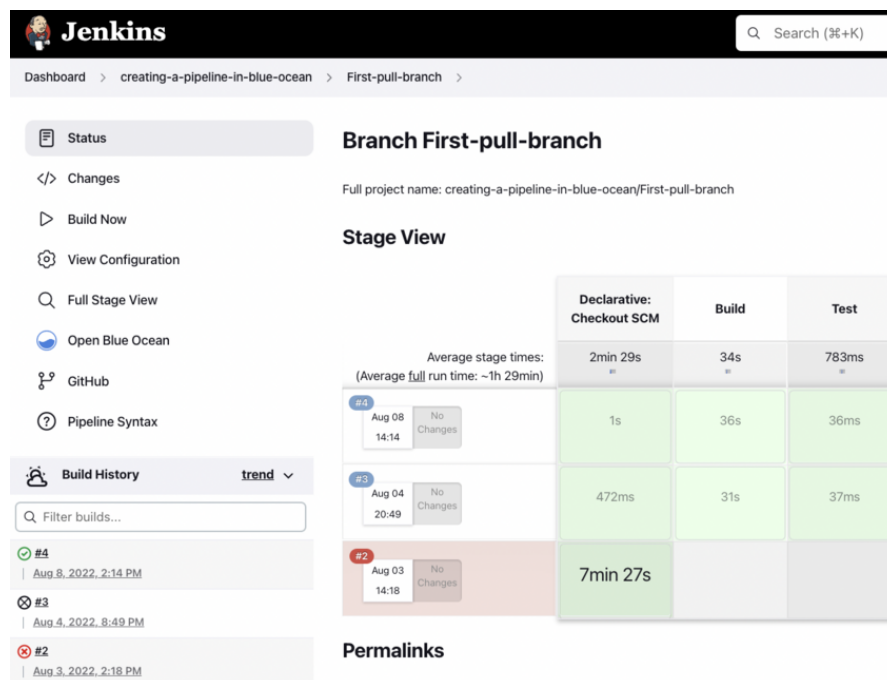 Jenkins
Search (⌘+K)
Dashboard > creating-a-pipeline-in-blue-ocean > First-pull-branch >
Status
Changes
Build Now
View Configuration
Full Stage View
Open Blue Ocean
GitHub
Pipeline Syntax
Build History trend
Filter builds...
#4
Aug 8, 2022, 2:14 PM
#3
Aug 4, 2022, 8:49 PM
#2
Aug 3, 2022, 2:18 PM
Branch First-pull-branch
Full project name: creating-a-pipeline-in-blue-ocean/First-pull-branch
Stage View
Declarative:
Checkout SCM
Build
Test
Average stage times:
(Average full run time: ~1h 29min)
2min 29s
34s
783ms
#4
Aug 08
14:14
No
Changes
1s
36s
36ms
#3
Aug 04
20:49
No
Changes
472ms
31s
37ms
#2
Aug 03
14:18
No
Changes
7min 27s
Permalinks